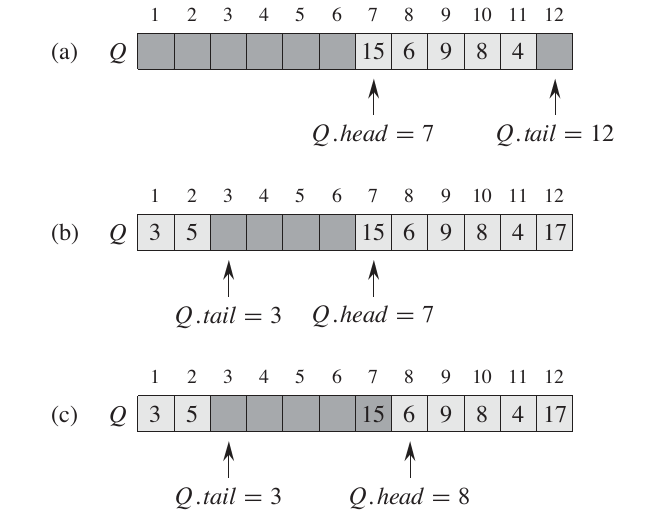 1 2 3 4 5 6 7 8 9 10 11 12
(a) Q 15 6 9 8 4
Q.head = 7 Q.tail = 12
1 2 3 4 5 6 7 8 9 10 11 12
(b) Q 3 5 15 6 9 8 4 17
Q.tail = 3 Q.head = 7
1 2 3 4 5 6 7 8 9 10 11 12
(c) Q 3 5 15 6 9 8 4 17
Q.tail = 3 Q.head = 8